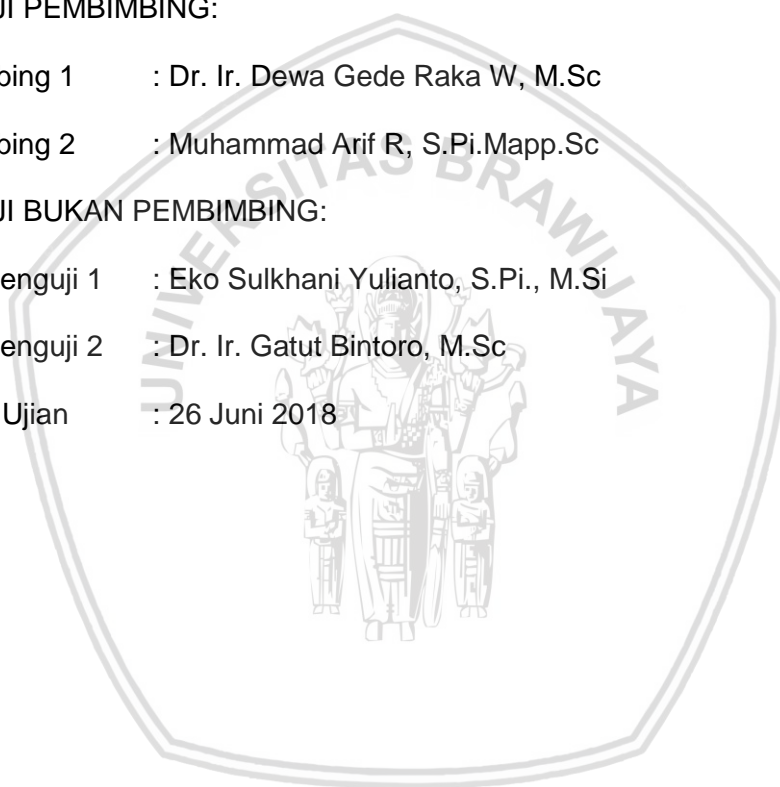 JI PEMBIMBING:
bing 1 : Dr. Ir. Dewa Gede Raka W, M.Sc
bing 2 : Muhammad Arif R, S.Pi.Mapp.Sc
JI BUKAN PEMBIMBING:
enguji 1 : Eko Sulkhani Yulianto, S.Pi., M.Si
enguji 2 : Dr. Ir. Gatut Bintoro, M.Sc
Ujian : 26 Juni 2018
UNIVERSITAS BRAWIJAYA